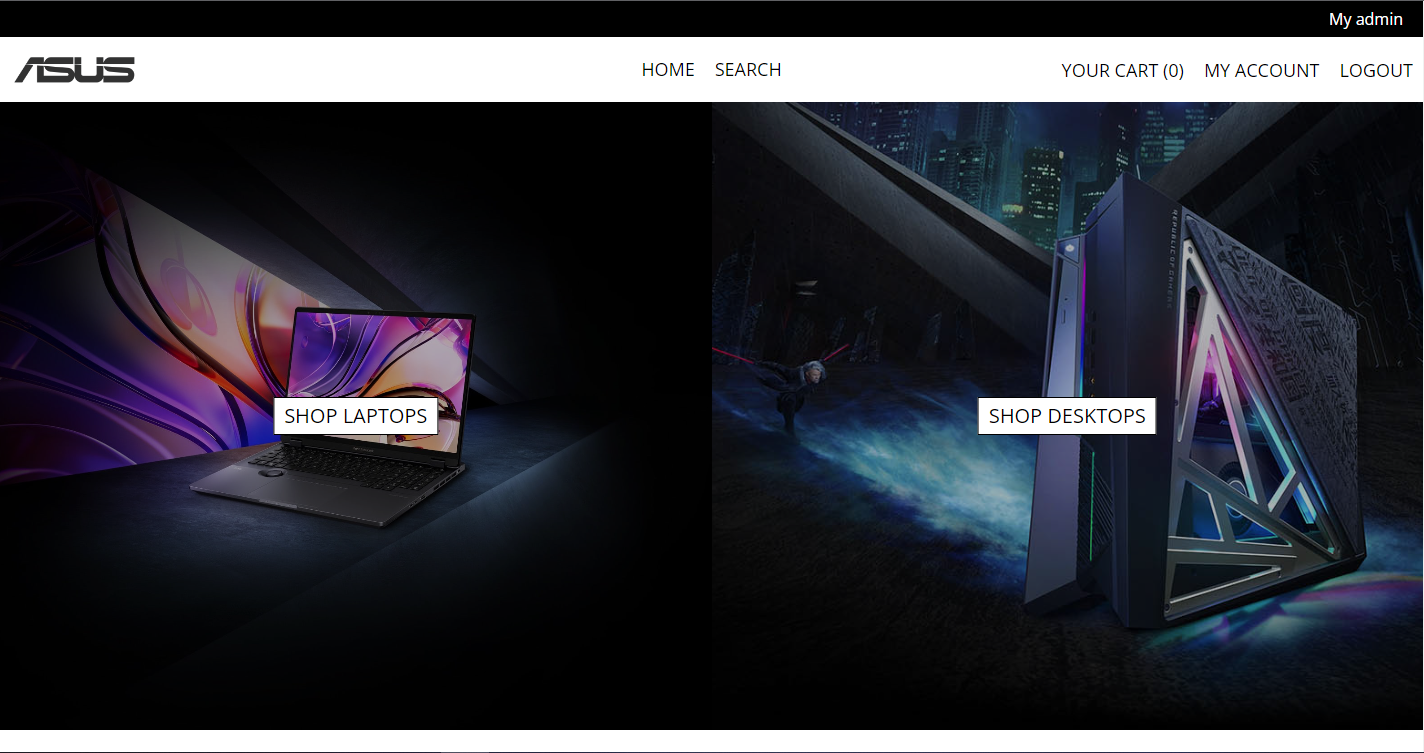 My admin
ASUS
HOME SEARCH
YOUR CART (0) MY ACCOUNT LOGOUT
SHOP LAPTOPS
SHOP DESKTOPS
REPUBLIC OF GAMERS